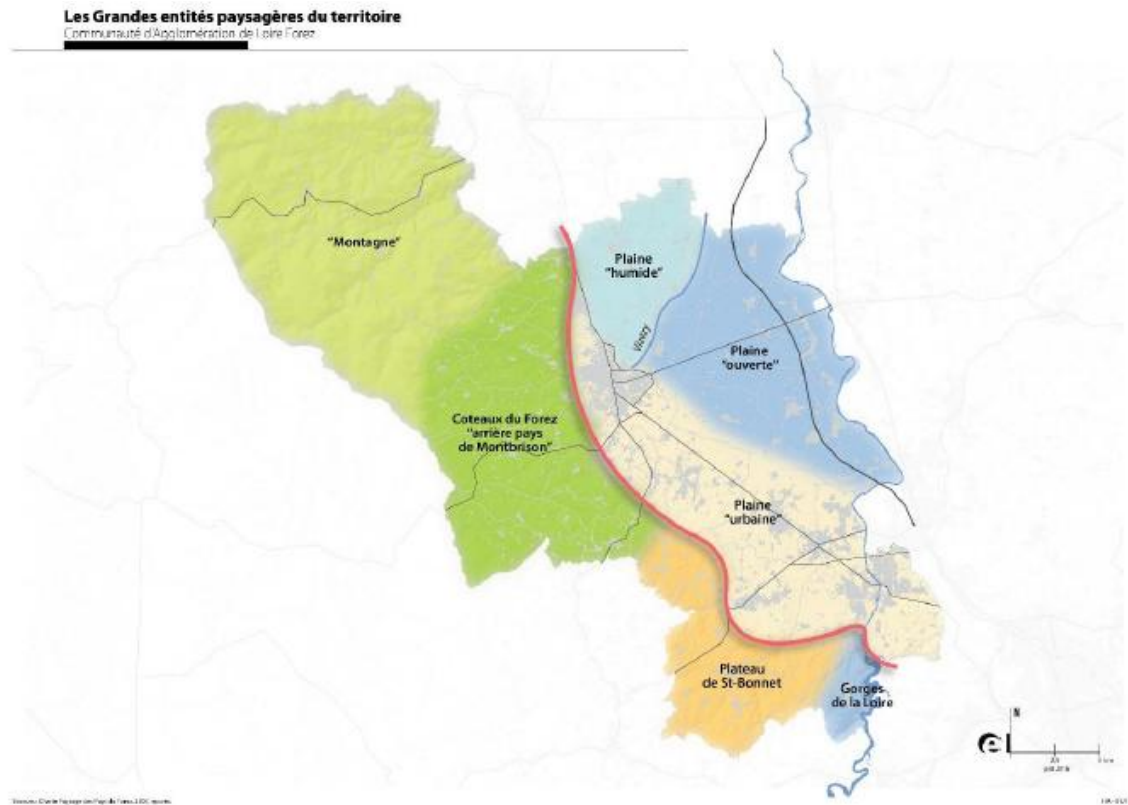 Les Grandes entités paysagères du territoire
Communauté d'Agglomération de Loire Forez
"Montagne"
Plaine
"humide"
Vizézy
Plaine
"ouverte"
Coteaux du Forez
"arrière pays
de Montbrison"
Plaine
"urbaine"
Plateau
de St-Bonnet
Gorges
de la Loire
N